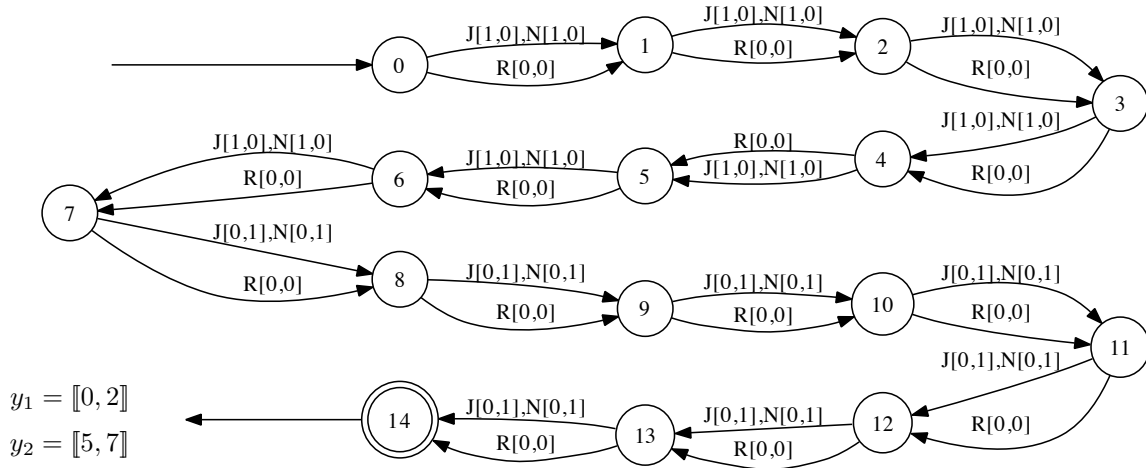 J[1,0],N[1,0] J[1,0],N[1,0] J[1,0],N[1,0]
0 R[0,0] 1 R[0,0] 2 R[0,0] 3
J[1,0],N[1,0] J[1,0],N[1,0] R[0,0] J[1,0],N[1,0]
7 R[0,0] 6 R[0,0] 5 J[1,0],N[1,0] 4 R[0,0]
J[0,1],N[0,1] J[0,1],N[0,1] J[0,1],N[0,1] J[0,1],N[0,1]
R[0,0] 8 R[0,0] 9 R[0,0] 10 R[0,0] 11
J[0,1],N[0,1] J[0,1],N[0,1] J[0,1],N[0,1]
14 R[0,0] 13 R[0,0] 12 R[0,0]
y₁ = ⟦0, 2⟧
y₂ = ⟦5, 7⟧